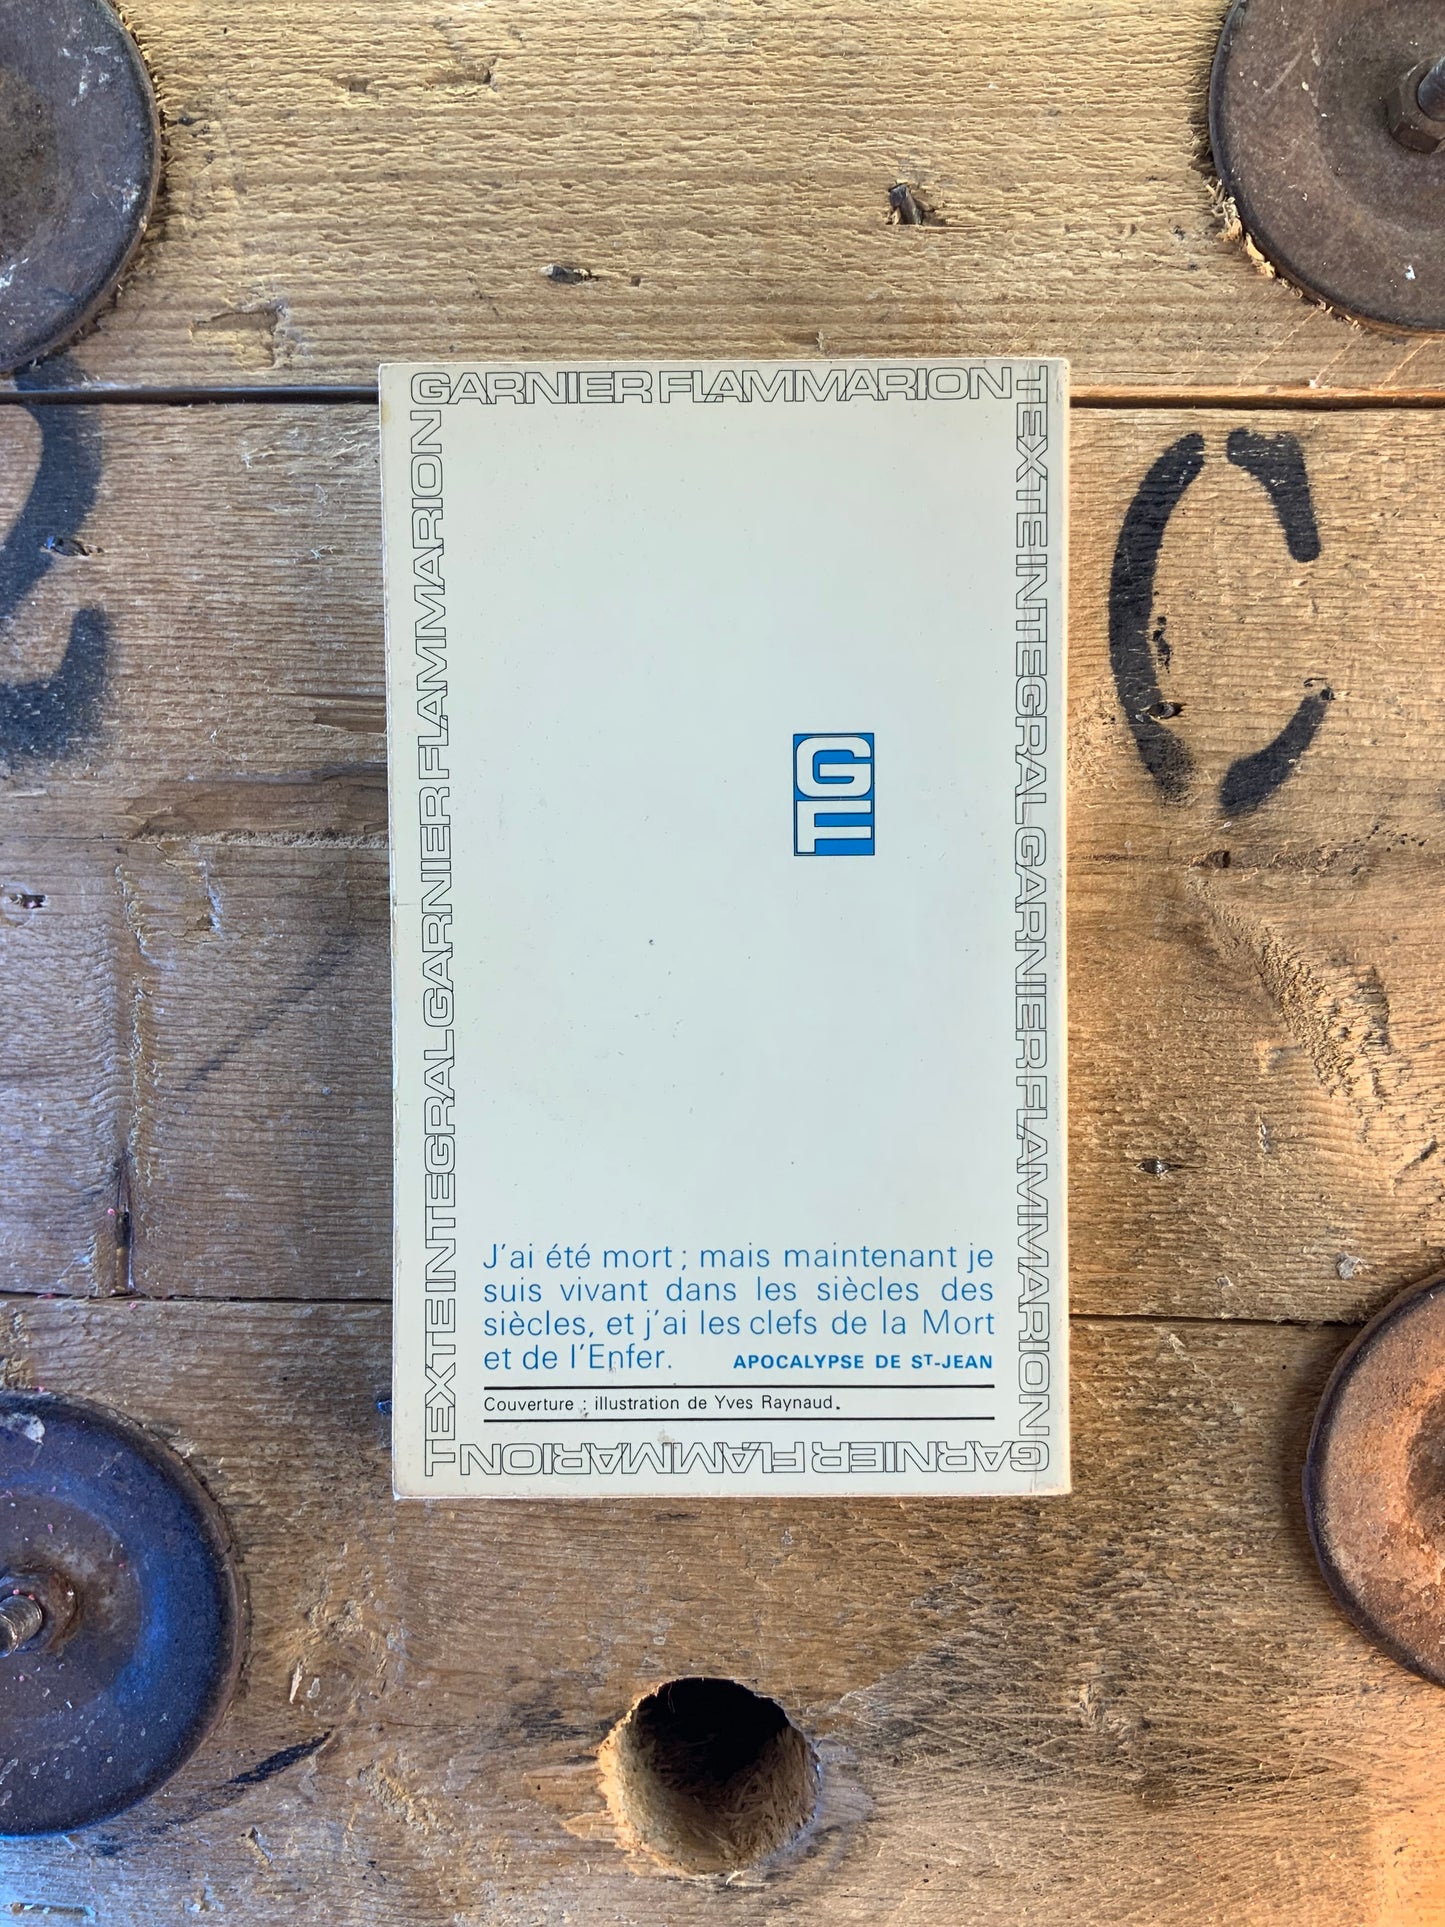 GARNIER FLAMMARION
TEXTE INTEGRAL GARNIER FLAMMARION
TEXTE INTEGRAL GARNIER FLAMMARION
GF
C
J'ai été mort ; mais maintenant je
suis vivant dans les siècles des
siècles, et j'ai les clefs de la Mort
et de l'Enfer. APOCALYPSE DE ST-JEAN
Couverture : illustration de Yves Raynaud.
GARNIER FLAMMARION